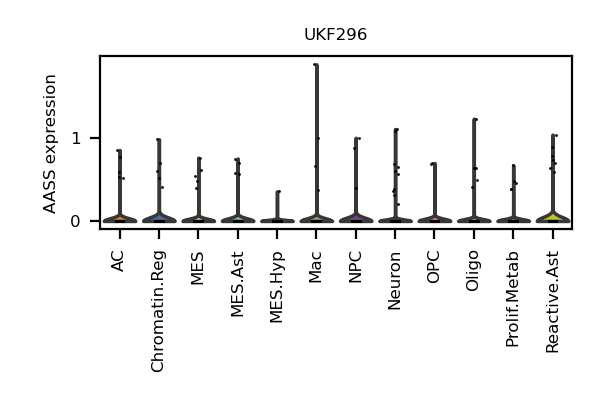 UKF296
AASS expression
1
0
AC
Chromatin.Reg
MES
MES.Ast
MES.Hyp
Mac
NPC
Neuron
OPC
Oligo
Prolif.Metab
Reactive.Ast